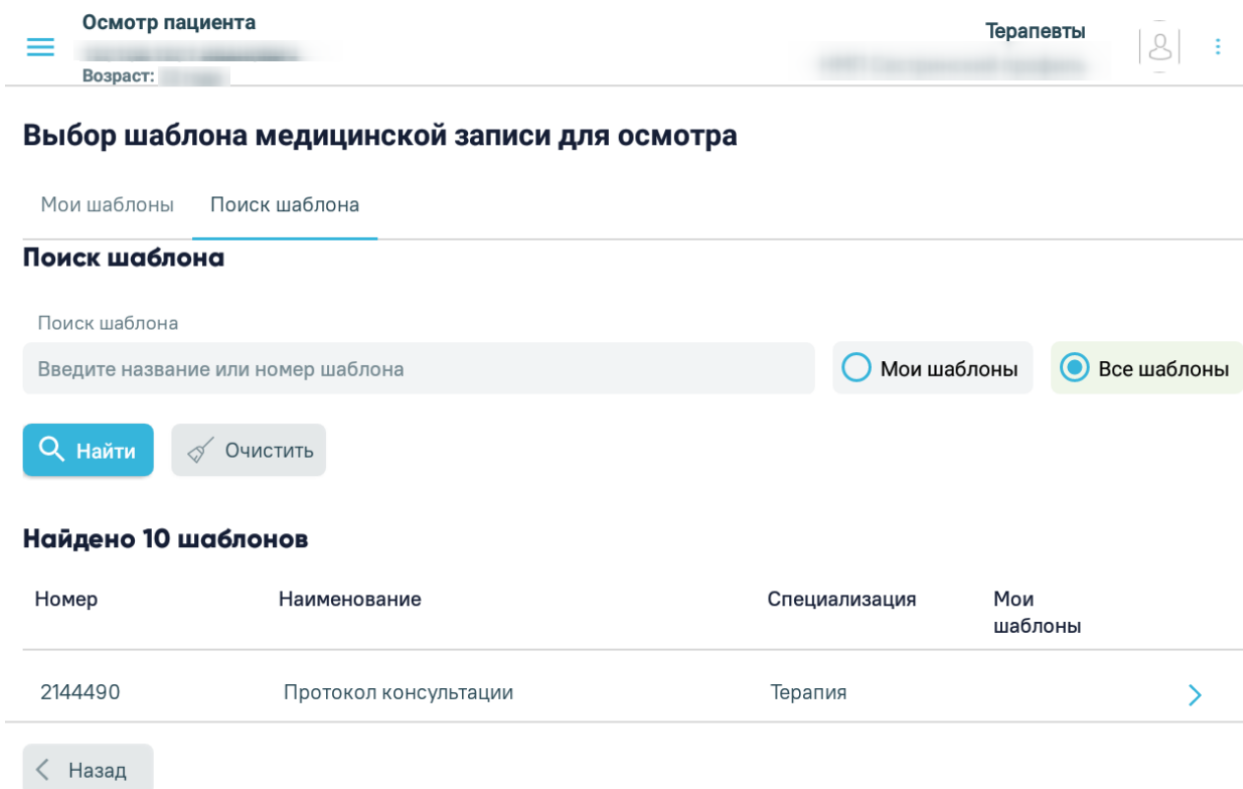 Осмотр пациента
Терапевты
Возраст:
Выбор шаблона медицинской записи для осмотра
Мои шаблоны Поиск шаблона
Поиск шаблона
Поиск шаблона
Введите название или номер шаблона
Мои шаблоны
Все шаблоны
Найти
Очистить
Найдено 10 шаблонов
Номер Наименование Специализация Мои
шаблоны
2144490 Протокол консультации Терапия
Назад